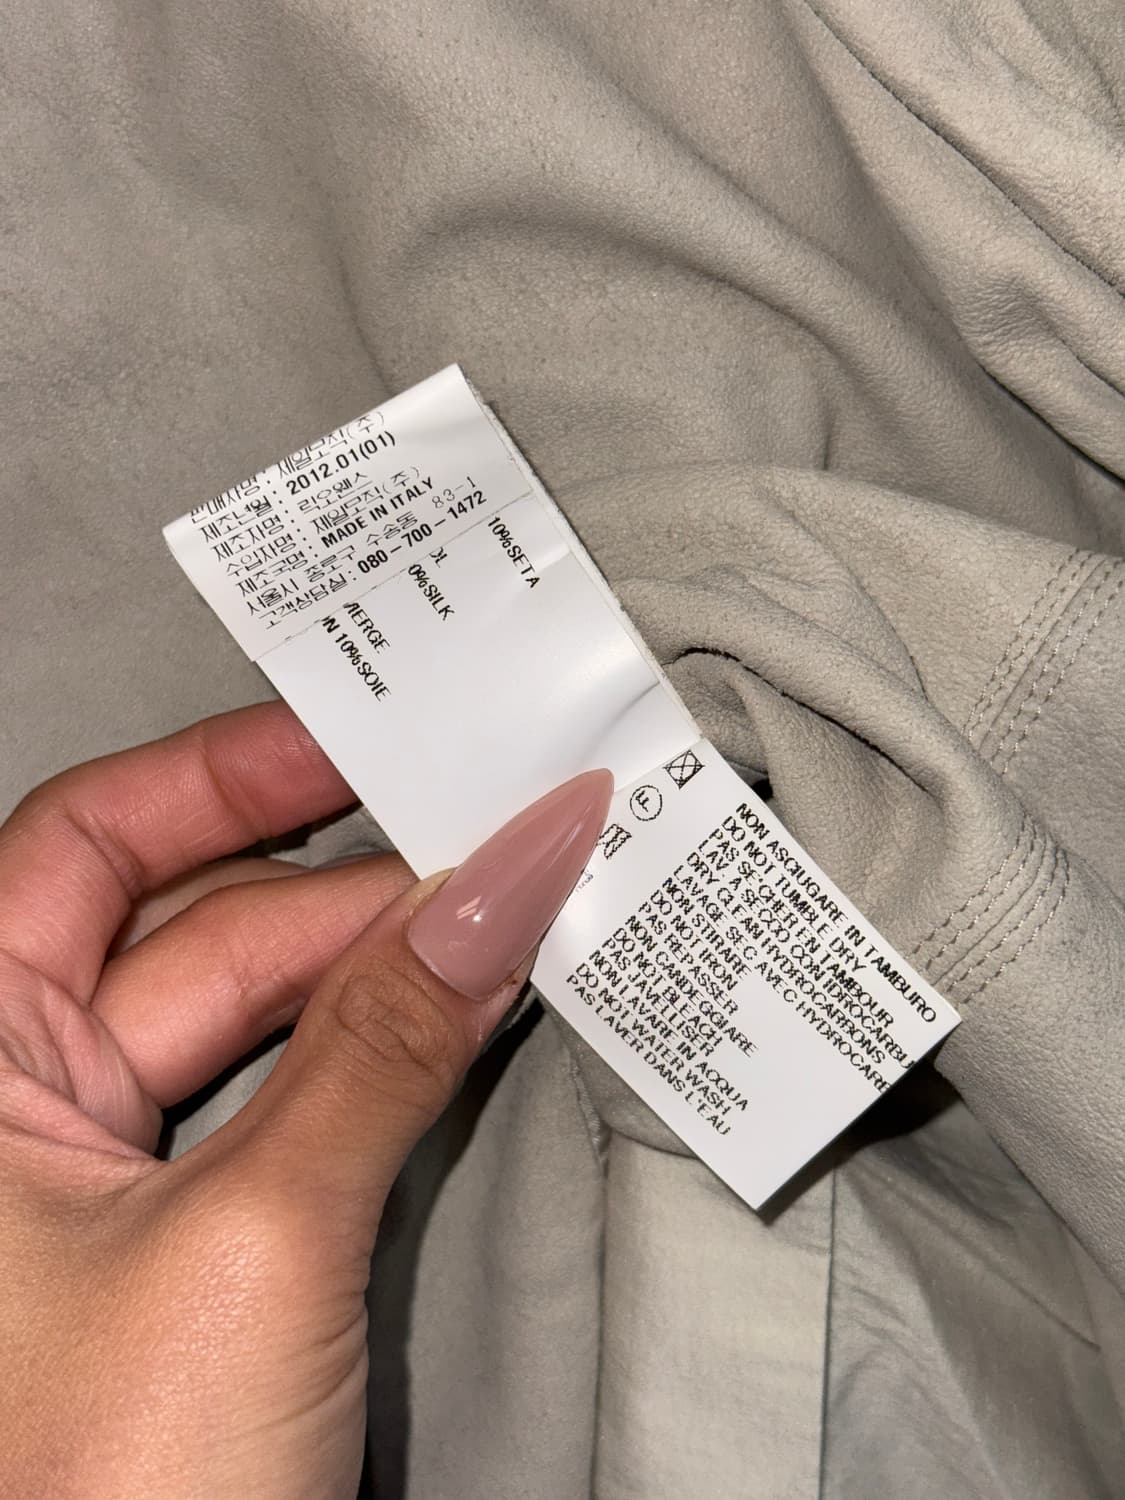 판매자명 : 제일모직(주)
제조년월 : 2012.01(01)
제조자명 : 릭오웬스
수입자명 : 제일모직(주)
제조국명 : MADE IN ITALY
서울시 종로구 수송동 83-1
고객상담실 : 080-700-1472
10%SETA
0%SILK
VIERGE
N 10%SOIE
F
NON ASCIUGARE IN TAMBURO
DO NOT TUMBLE DRY
PAS SE'CHER EN TAMBOUR
LAV. A SECCO CON IDROCARBU
DRY CLEAN HYDROCARBONS
LAVAGE SEC AVEC HYDROCARB
NON STIRARE
DO NOT IRON
PAS REPASSER
NON CANDEGGIARE
DO NOT BLEACH
PAS JAVELLISER
NON LAVARE IN ACQUA
DO NOT WATER WASH
PAS LAVER DANS L'EAU